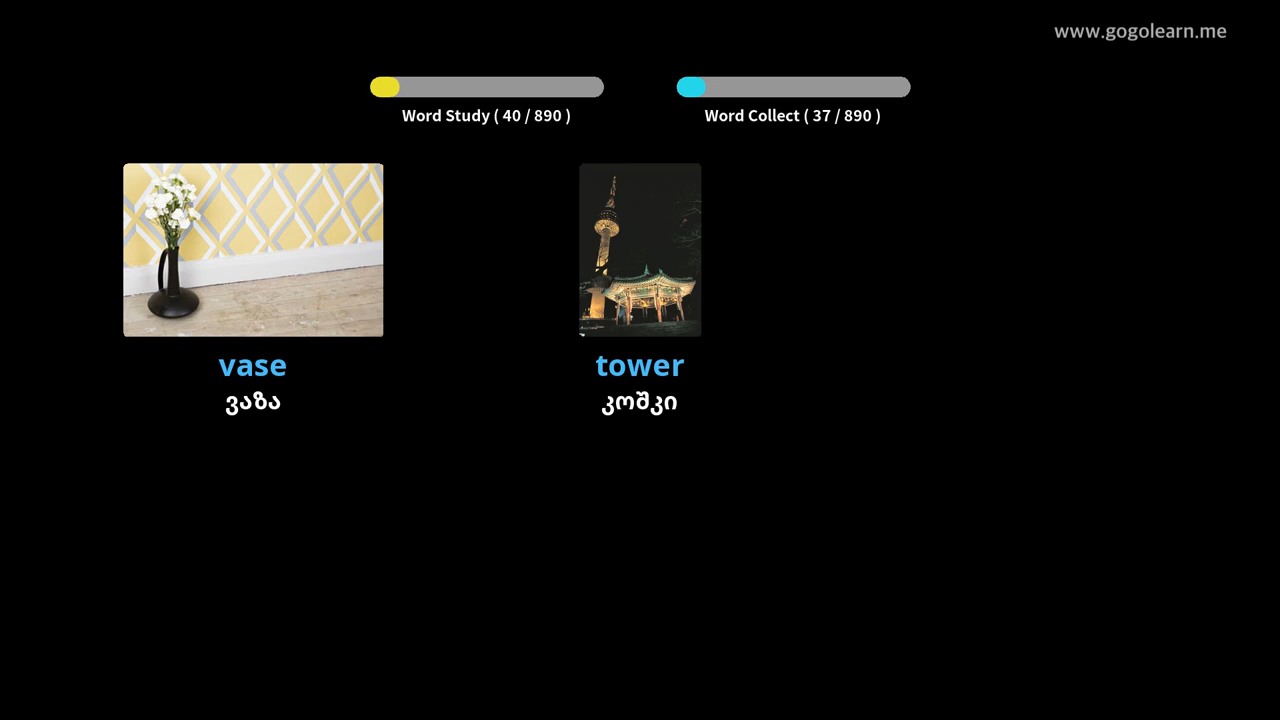 www.gogolearn.me
Word Study ( 40 / 890 )
Word Collect ( 37 / 890 )
vase
ვაზა
tower
კოშკი